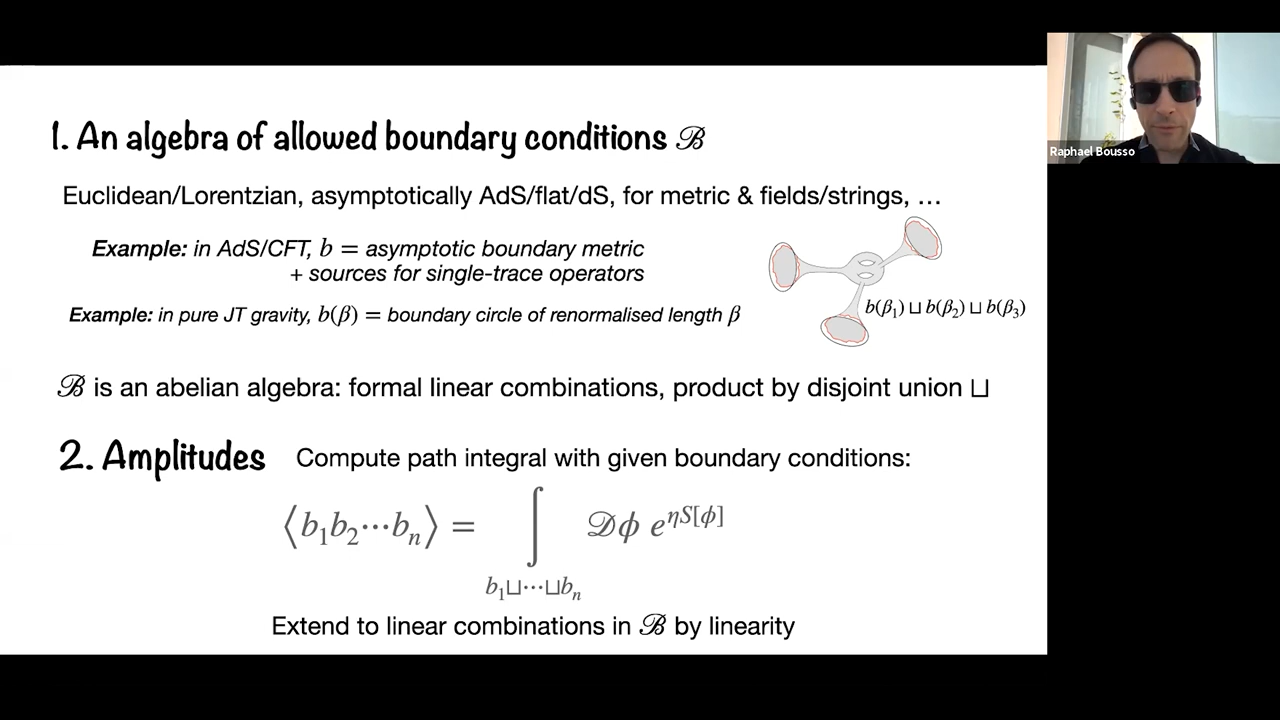 1. An algebra of allowed boundary conditions ℬ
Euclidean/Lorentzian, asymptotically AdS/flat/dS, for metric & fields/strings, …
Example: in AdS/CFT, b = asymptotic boundary metric
+ sources for single-trace operators
Example: in pure JT gravity, b(β) = boundary circle of renormalised length β
b(β₁) ⊔ b(β₂) ⊔ b(β₃)
ℬ is an abelian algebra: formal linear combinations, product by disjoint union ⊔
2. Amplitudes Compute path integral with given boundary conditions:
⟨b₁b₂⋯bₙ⟩ = ∫ 𝒟ϕ e^{ηS[ϕ]}
b₁⊔⋯⊔bₙ
Extend to linear combinations in ℬ by linearity
Raphael Bousso